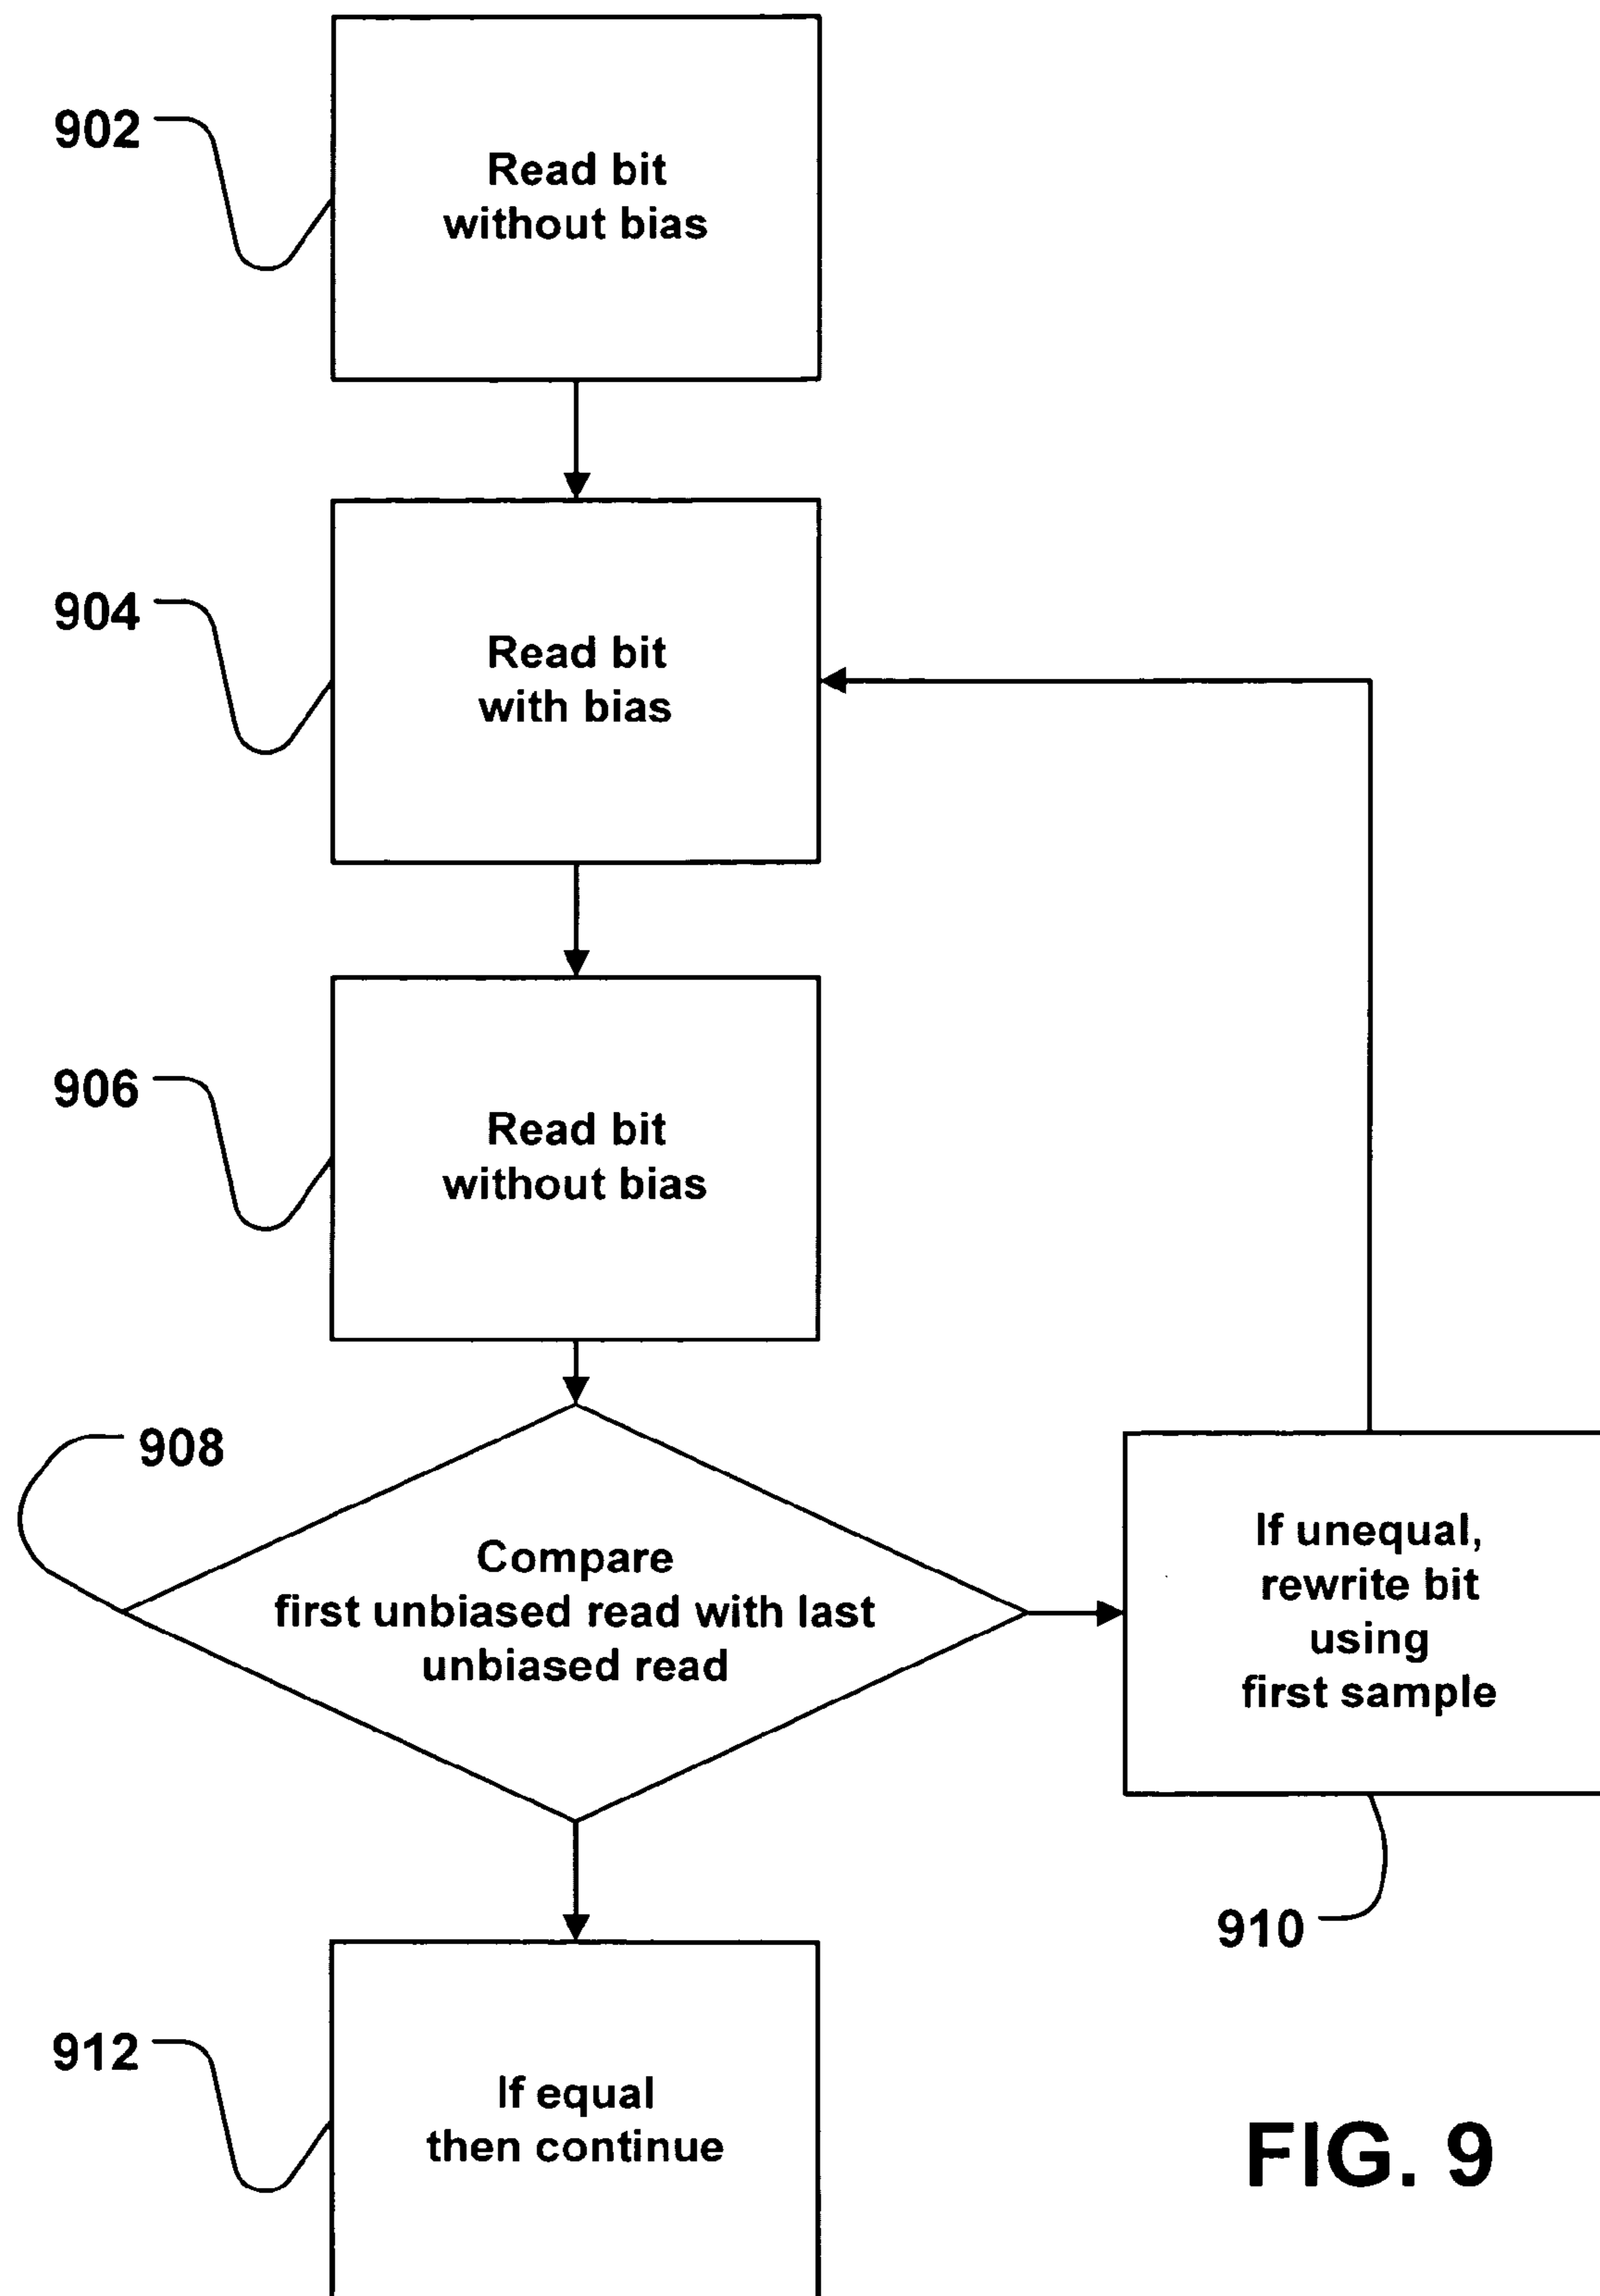 902
Read bit
without bias
904
Read bit
with bias
906
Read bit
without bias
908
Compare
first unbiased read with last
unbiased read
If unequal,
rewrite bit
using
first sample
910
912
If equal
then continue
FIG. 9